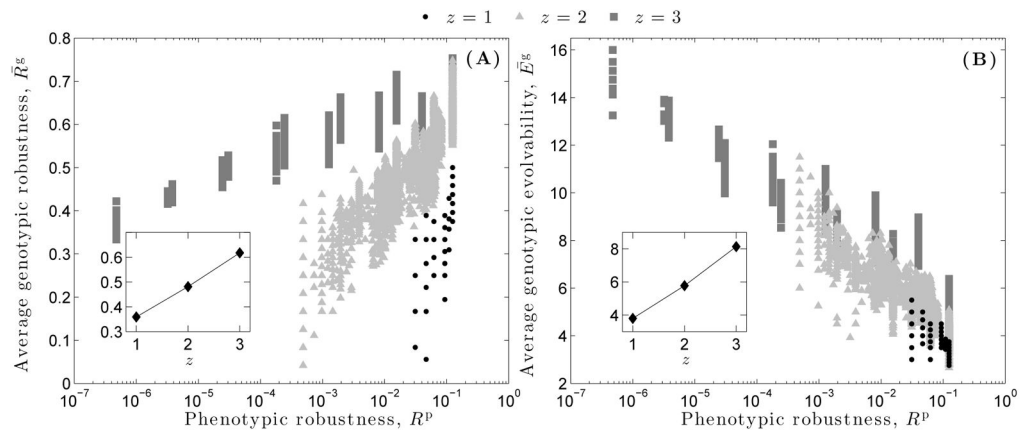 z = 1 z = 2 z = 3
(A)
Average genotypic robustness, R̄ᵍ
0.8
0.7
0.6
0.5
0.4
0.3
0.2
0.1
0
10⁻⁷ 10⁻⁶ 10⁻⁵ 10⁻⁴ 10⁻³ 10⁻² 10⁻¹ 10⁰
Phenotypic robustness, Rᵖ
0.6
0.5
0.4
0.3
1 2 3
z
(B)
Average genotypic evolvability, Ēᵍ
16
14
12
10
8
6
4
2
10⁻⁷ 10⁻⁶ 10⁻⁵ 10⁻⁴ 10⁻³ 10⁻² 10⁻¹ 10⁰
Phenotypic robustness, Rᵖ
8
6
4
1 2 3
z